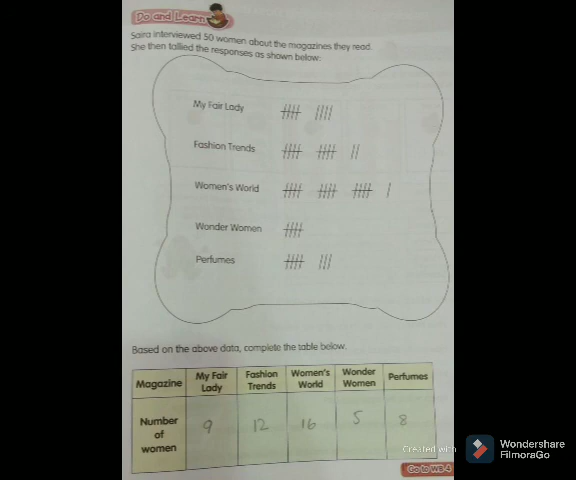 Do and Learn
Saira interviewed 50 women about the magazines they read.
She then tallied the responses as shown below:
My Fair Lady
Fashion Trends
Women's World
Wonder Women
Perfumes
Based on the above data, complete the table below.
Magazine My Fair Lady Fashion Trends Women's World Wonder Women Perfumes
Number of women 9 12 16 5 8
Created with
Wondershare
FilmoraGo
Go to WB 4